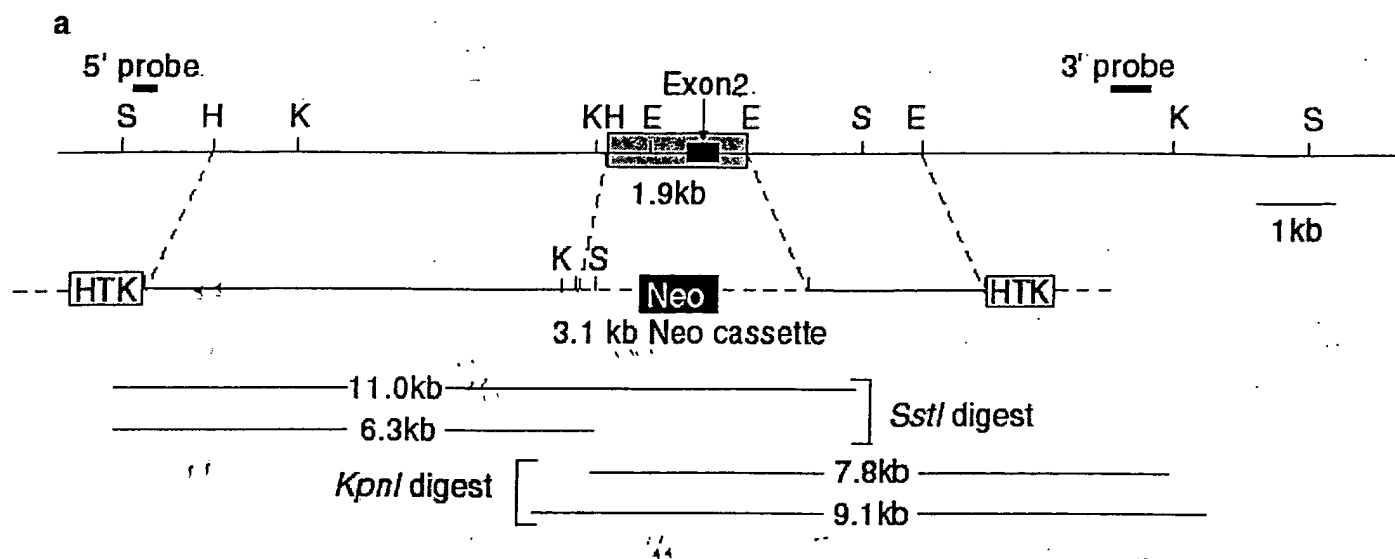 a
5' probe.
3' probe
Exon2.
S H K KH E E S E K S
1.9kb
1kb
K S
HTK Neo HTK
3.1 kb Neo cassette
11.0kb
SstI digest
6.3kb
7.8kb
KpnI digest
9.1kb